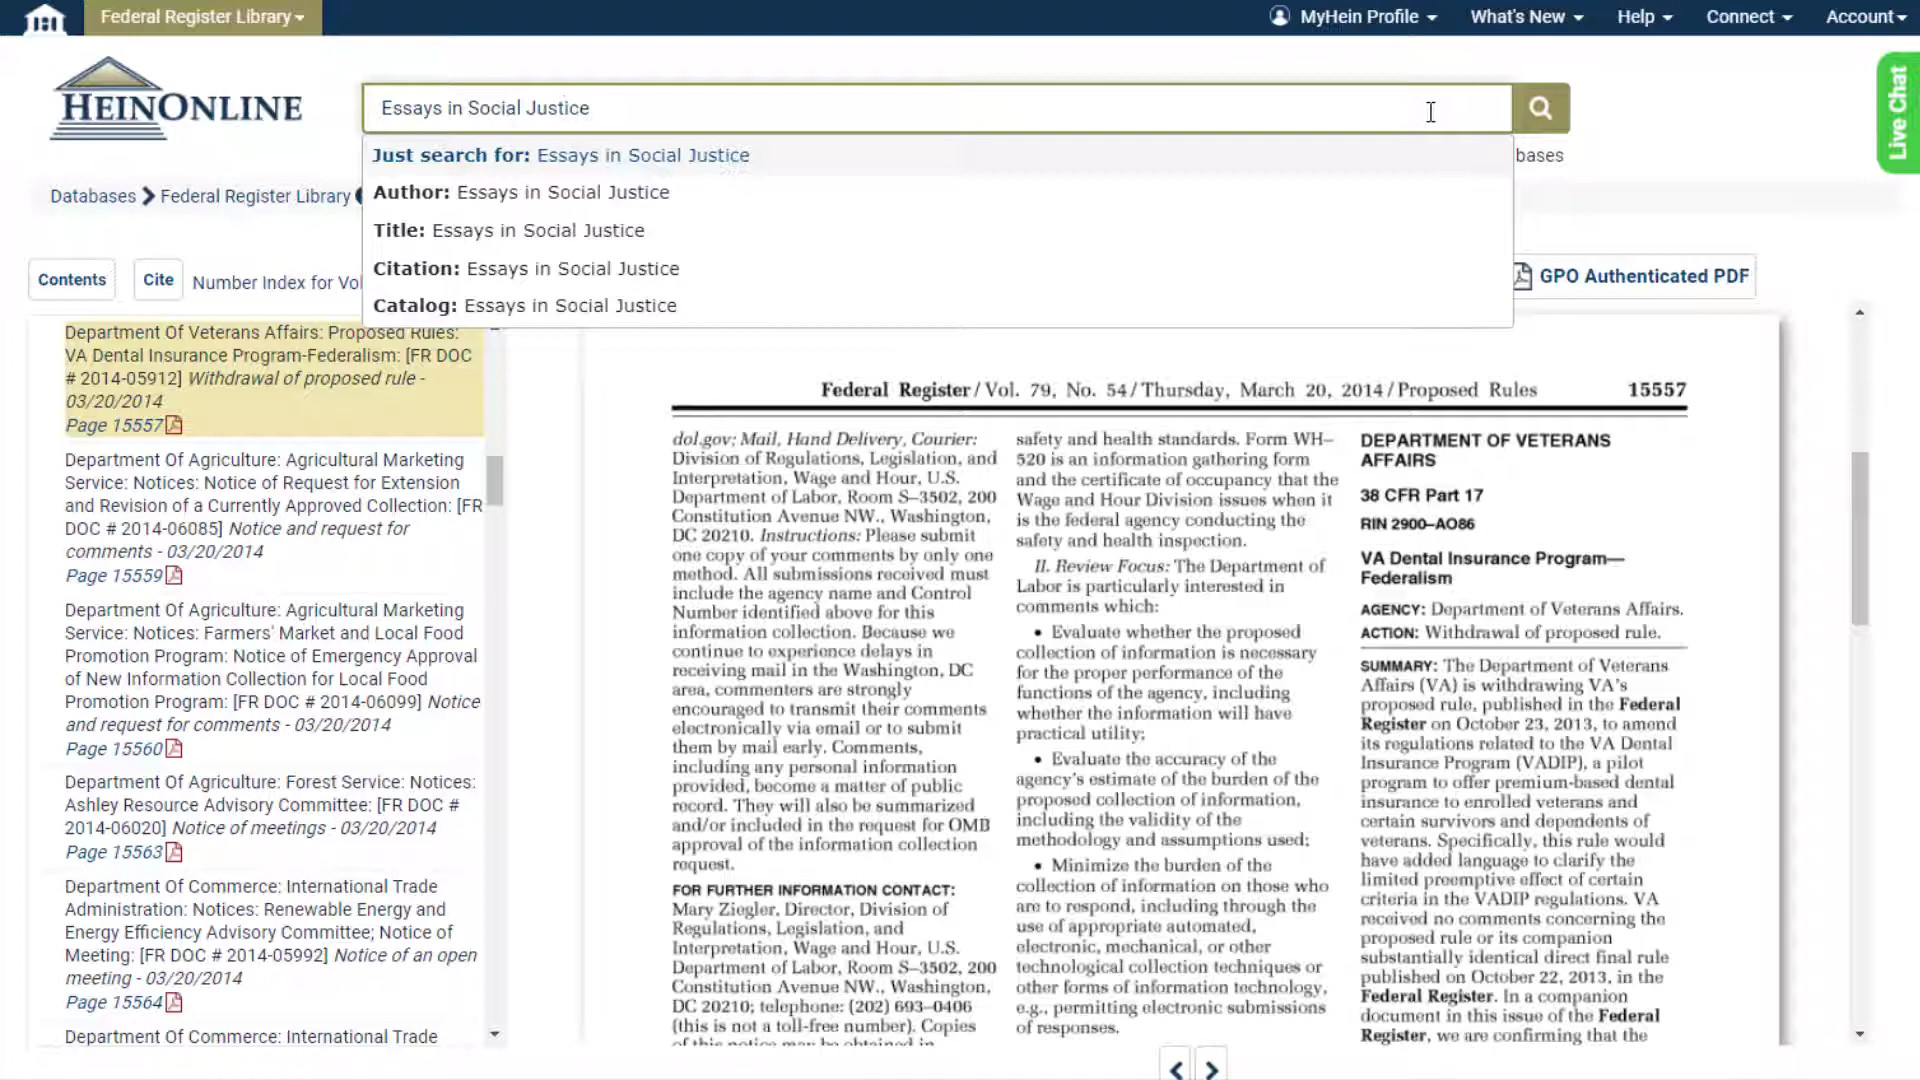 Federal Register Library
MyHein Profile
What's New
Help
Connect
Account
HEINONLINE
Essays in Social Justice
Live Chat
Just search for: Essays in Social Justice
bases
Author: Essays in Social Justice
Title: Essays in Social Justice
Citation: Essays in Social Justice
Catalog: Essays in Social Justice
Databases
Federal Register Library
Contents
Cite
Number Index for Vol
GPO Authenticated PDF
Department Of Veterans Affairs: Proposed Rules:
VA Dental Insurance Program-Federalism: [FR DOC
# 2014-05912] Withdrawal of proposed rule -
03/20/2014
Page 15557
Department Of Agriculture: Agricultural Marketing
Service: Notices: Notice of Request for Extension
and Revision of a Currently Approved Collection: [FR
DOC # 2014-06085] Notice and request for
comments - 03/20/2014
Page 15559
Department Of Agriculture: Agricultural Marketing
Service: Notices: Farmers' Market and Local Food
Promotion Program: Notice of Emergency Approval
of New Information Collection for Local Food
Promotion Program: [FR DOC # 2014-06099] Notice
and request for comments - 03/20/2014
Page 15560
Department Of Agriculture: Forest Service: Notices:
Ashley Resource Advisory Committee: [FR DOC #
2014-06020] Notice of meetings - 03/20/2014
Page 15563
Department Of Commerce: International Trade
Administration: Notices: Renewable Energy and
Energy Efficiency Advisory Committee; Notice of
Meeting: [FR DOC # 2014-05992] Notice of an open
meeting - 03/20/2014
Page 15564
Department Of Commerce: International Trade
Federal Register/Vol. 79, No. 54/Thursday, March 20, 2014/Proposed Rules
15557
dol.gov; Mail, Hand Delivery, Courier:
Division of Regulations, Legislation, and
Interpretation, Wage and Hour, U.S.
Department of Labor, Room S–3502, 200
Constitution Avenue NW., Washington,
DC 20210. Instructions: Please submit
one copy of your comments by only one
method. All submissions received must
include the agency name and Control
Number identified above for this
information collection. Because we
continue to experience delays in
receiving mail in the Washington, DC
area, commenters are strongly
encouraged to transmit their comments
electronically via email or to submit
them by mail early. Comments,
including any personal information
provided, become a matter of public
record. They will also be summarized
and/or included in the request for OMB
approval of the information collection
request.
FOR FURTHER INFORMATION CONTACT:
Mary Ziegler, Director, Division of
Regulations, Legislation, and
Interpretation, Wage and Hour, U.S.
Department of Labor, Room S–3502, 200
Constitution Avenue NW., Washington,
DC 20210; telephone: (202) 693–0406
(this is not a toll-free number). Copies
of this notice may be obtained in
safety and health standards. Form WH–
520 is an information gathering form
and the certificate of occupancy that the
Wage and Hour Division issues when it
is the federal agency conducting the
safety and health inspection.
II. Review Focus: The Department of
Labor is particularly interested in
comments which:
• Evaluate whether the proposed
collection of information is necessary
for the proper performance of the
functions of the agency, including
whether the information will have
practical utility;
• Evaluate the accuracy of the
agency's estimate of the burden of the
proposed collection of information,
including the validity of the
methodology and assumptions used;
• Minimize the burden of the
collection of information on those who
are to respond, including through the
use of appropriate automated,
electronic, mechanical, or other
technological collection techniques or
other forms of information technology,
e.g., permitting electronic submissions
of responses.
DEPARTMENT OF VETERANS
AFFAIRS
38 CFR Part 17
RIN 2900–AO86
VA Dental Insurance Program—
Federalism
AGENCY: Department of Veterans Affairs.
ACTION: Withdrawal of proposed rule.
SUMMARY: The Department of Veterans
Affairs (VA) is withdrawing VA's
proposed rule, published in the Federal
Register on October 23, 2013, to amend
its regulations related to the VA Dental
Insurance Program (VADIP), a pilot
program to offer premium-based dental
insurance to enrolled veterans and
certain survivors and dependents of
veterans. Specifically, this rule would
have added language to clarify the
limited preemptive effect of certain
criteria in the VADIP regulations. VA
received no comments concerning the
proposed rule or its companion
substantially identical direct final rule
published on October 22, 2013, in the
Federal Register. In a companion
document in this issue of the Federal
Register, we are confirming that the